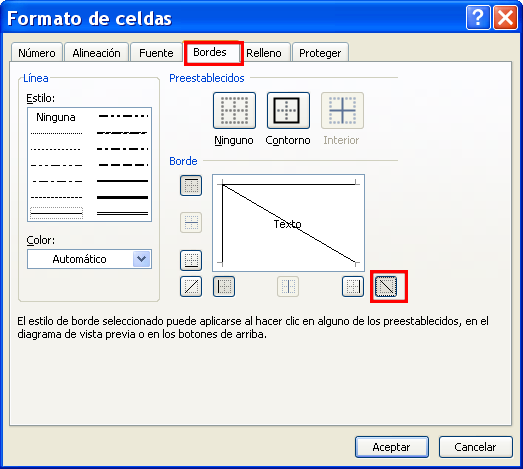 Formato de celdas
Número Alineación Fuente Bordes Relleno Proteger
Línea
Estilo:
Ninguna
Color:
Automático
Preestablecidos
Ninguno Contorno Interior
Borde
Texto
El estilo de borde seleccionado puede aplicarse al hacer clic en alguno de los preestablecidos, en el
diagrama de vista previa o en los botones de arriba.
Aceptar Cancelar